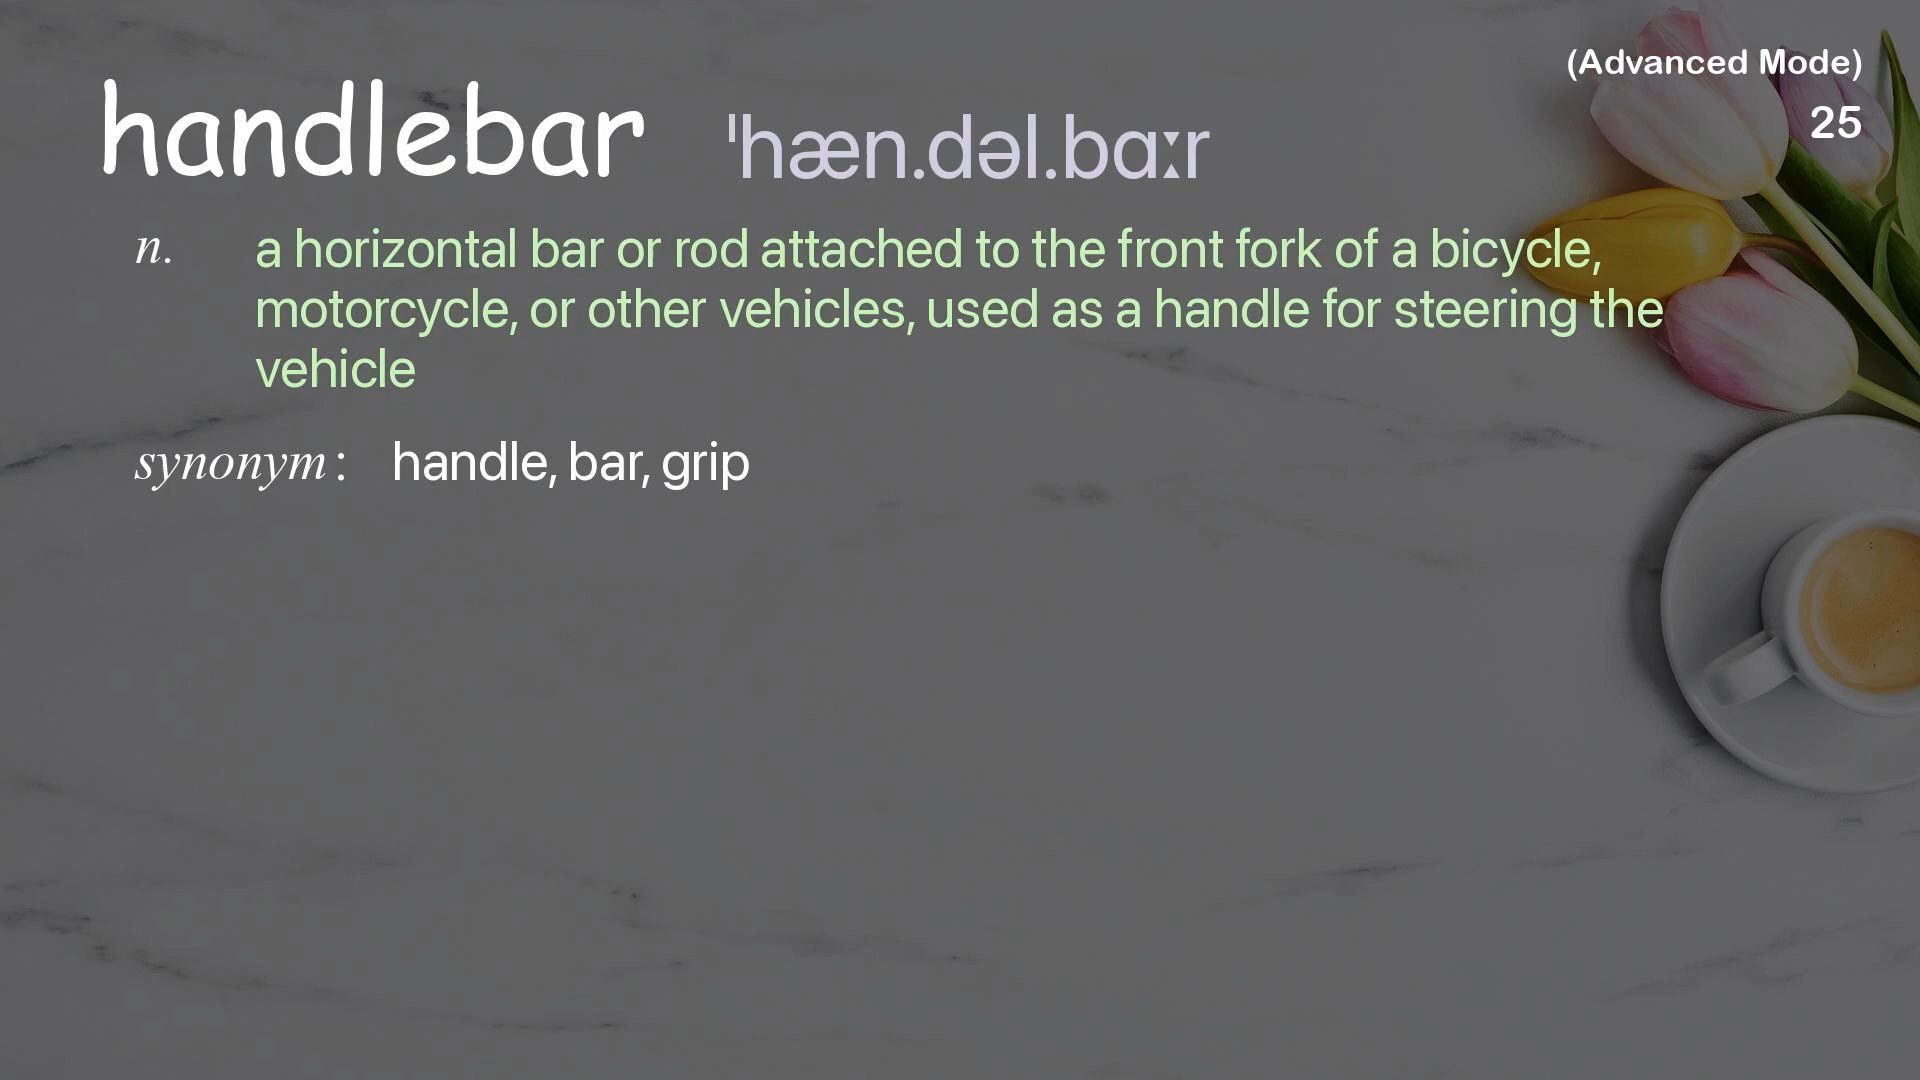 (Advanced Mode)
25
handlebar ˈhæn.dəl.bɑːr
n. a horizontal bar or rod attached to the front fork of a bicycle,
motorcycle, or other vehicles, used as a handle for steering the
vehicle
synonym: handle, bar, grip